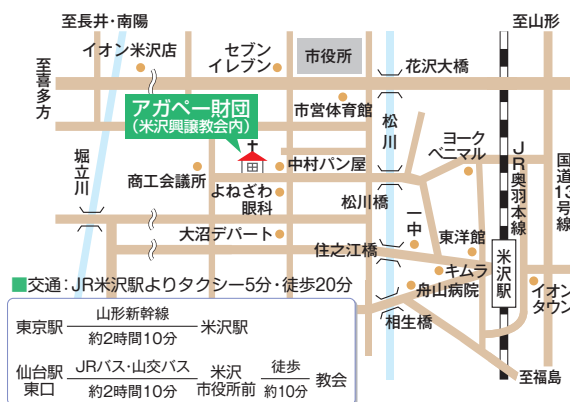 至長井・南陽
至山形
イオン米沢店
セブン
イレブン
市役所
花沢大橋
至喜多方
アガペー財団
(米沢興譲教会内)
市営体育館
松川
ヨーク
ベニマル
JR奥羽本線
国道13号線
堀立川
商工会議所
中村パン屋
よねざわ
眼科
松川橋
一中
大沼デパート
住之江橋
東洋館
米沢駅
キムラ
舟山病院
イオン
タウン
相生橋
至福島
■交通:JR米沢駅よりタクシー5分・徒歩20分
東京駅 山形新幹線 約2時間10分 米沢駅
仙台駅東口 JRバス・山交バス 約2時間10分 米沢市役所前 徒歩 約10分 教会